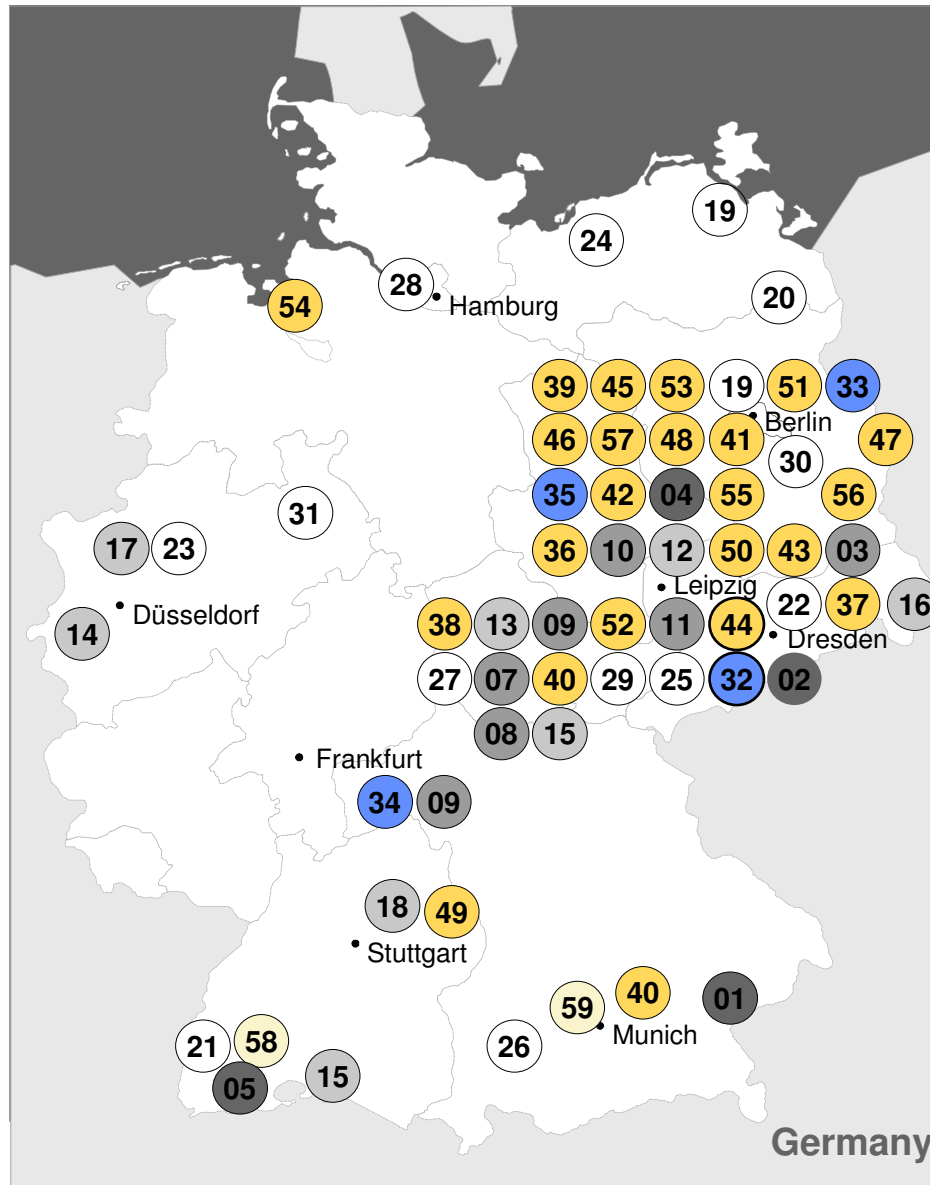 19
24
28
Hamburg
20
54
39 45 53 19 51 33
Berlin
46 57 48 41 47
30
35 42 04 55 56
31
17 23
36 10 12 50 43 03
Leipzig
14
Düsseldorf
38 13 09 52 11 44 22 37 16
Dresden
27 07 40 29 25 32 02
08 15
Frankfurt
34 09
18 49
Stuttgart
59 40 01
Munich
21 58 26
05 15
Germany